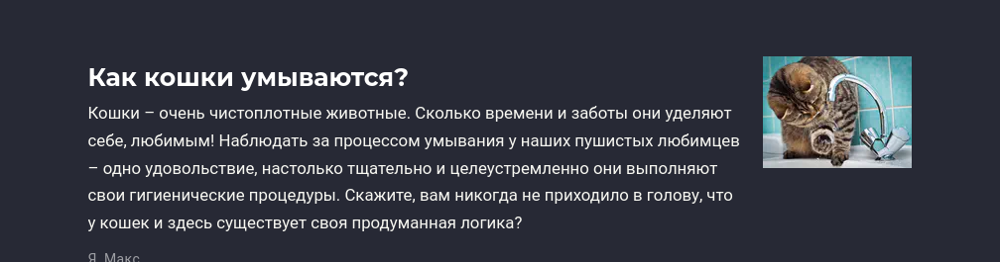 Как кошки умываются?
Кошки – очень чистоплотные животные. Сколько времени и заботы они уделяют
себе, любимым! Наблюдать за процессом умывания у наших пушистых любимцев
– одно удовольствие, настолько тщательно и целеустремленно они выполняют
свои гигиенические процедуры. Скажите, вам никогда не приходило в голову, что
у кошек и здесь существует своя продуманная логика?
Я, Макс